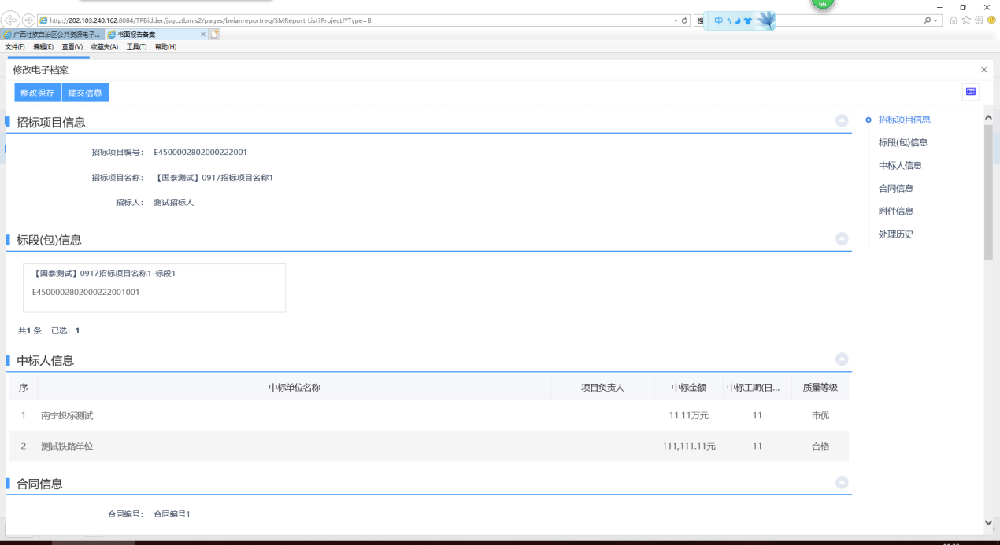 66
http://202.103.240.162:8084/TPBidder/jsgcztbmis2/pages/beianreportreg/SMReport_List?ProjectJYType=B
中
广西壮族自治区公共资源电子...
书面报告备案
文件(F) 编辑(E) 查看(V) 收藏夹(A) 工具(T) 帮助(H)
修改电子档案
修改保存 提交信息
招标项目信息
招标项目编号： E4500002802000222001
招标项目名称： 【国泰测试】0917招标项目名称1
招标人： 测试招标人
标段(包)信息
【国泰测试】0917招标项目名称1-标段1
E4500002802000222001001
共1 条 已选：1
中标人信息
序 中标单位名称 项目负责人 中标金额 中标工期(日... 质量等级
1 南宁投标测试 11.11万元 11 市优
2 测试铁路单位 111,111.11元 11 合格
合同信息
合同编号： 合同编号1
招标项目信息
标段(包)信息
中标人信息
合同信息
附件信息
处理历史